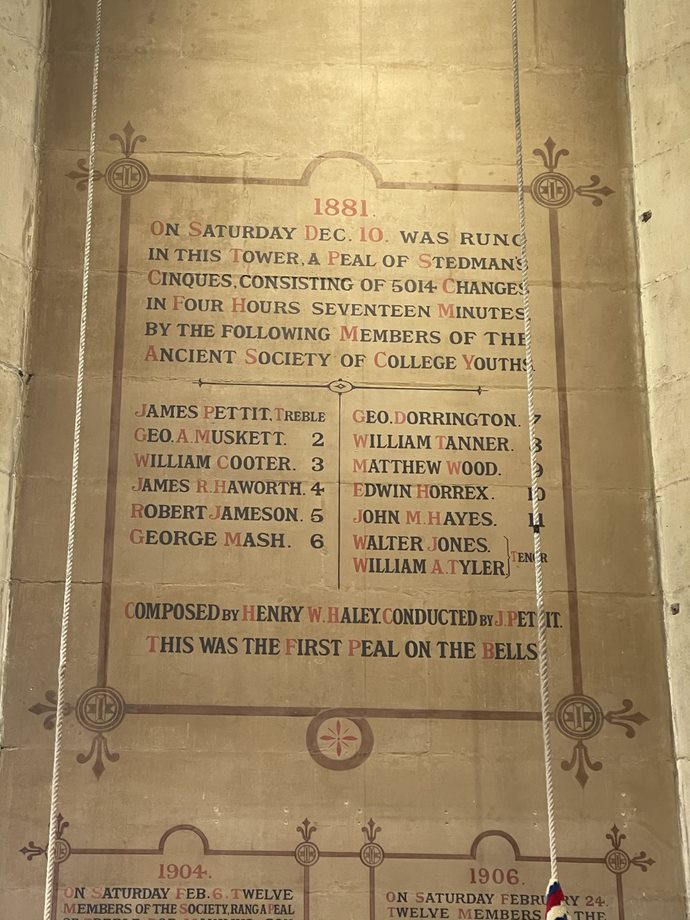 1881.
ON SATURDAY DEC. 10. WAS RUNG
IN THIS TOWER, A PEAL OF STEDMAN'S
CINQUES, CONSISTING OF 5014 CHANGES
IN FOUR HOURS SEVENTEEN MINUTES,
BY THE FOLLOWING MEMBERS OF THE
ANCIENT SOCIETY OF COLLEGE YOUTHS.
JAMES PETTIT. TREBLE
GEO. A. MUSKETT. 2
WILLIAM COOTER. 3
JAMES R. HAWORTH. 4
ROBERT JAMESON. 5
GEORGE MASH. 6
GEO. DORRINGTON. 7
WILLIAM TANNER. 8
MATTHEW WOOD. 9
EDWIN HORREX. 10
JOHN M. HAYES. 11
WALTER JONES.
WILLIAM A. TYLER. TENOR
COMPOSED BY HENRY W. HALEY. CONDUCTED BY J. PETTIT.
THIS WAS THE FIRST PEAL ON THE BELLS
1904.
ON SATURDAY FEB. 6. TWELVE
MEMBERS OF THE SOCIETY, RANG A PEAL
1906.
ON SATURDAY FEBRUARY 24.
TWELVE MEMBERS THE